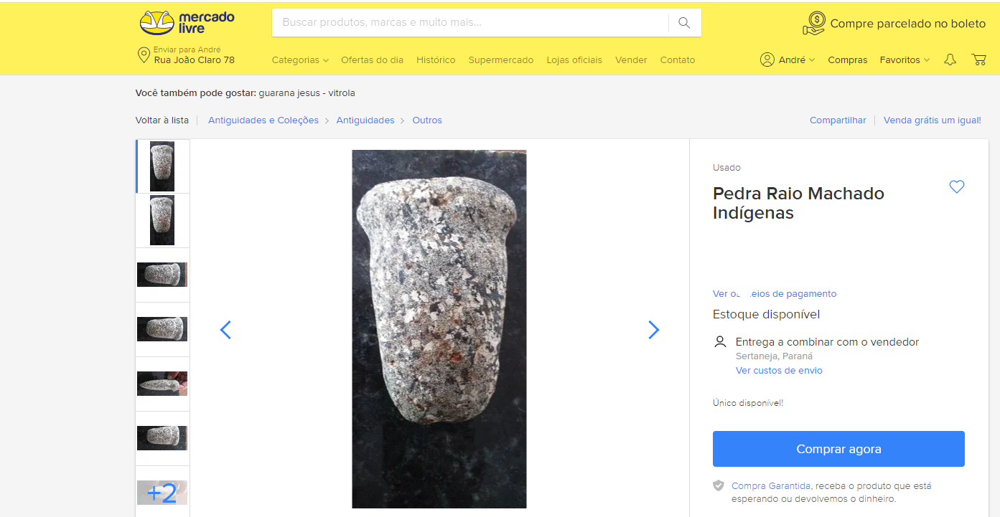 mercado
livre
Buscar produtos, marcas e muito mais...
Compre parcelado no boleto
Enviar para André
Rua João Claro 78
Categorias
Ofertas do dia
Histórico
Supermercado
Lojas oficiais
Vender
Contato
André
Compras
Favoritos
Você também pode gostar: guarana jesus - vitrola
Voltar à lista
Antiguidades e Coleções
Antiguidades
Outros
Compartilhar
Venda grátis um igual!
Usado
Pedra Raio Machado
Indígenas
Ver o eios de pagamento
Estoque disponível
Entrega a combinar com o vendedor
Sertaneja, Paraná
Ver custos de envio
Único disponível!
Comprar agora
Compra Garantida, receba o produto que está
esperando ou devolvemos o dinheiro.
+2